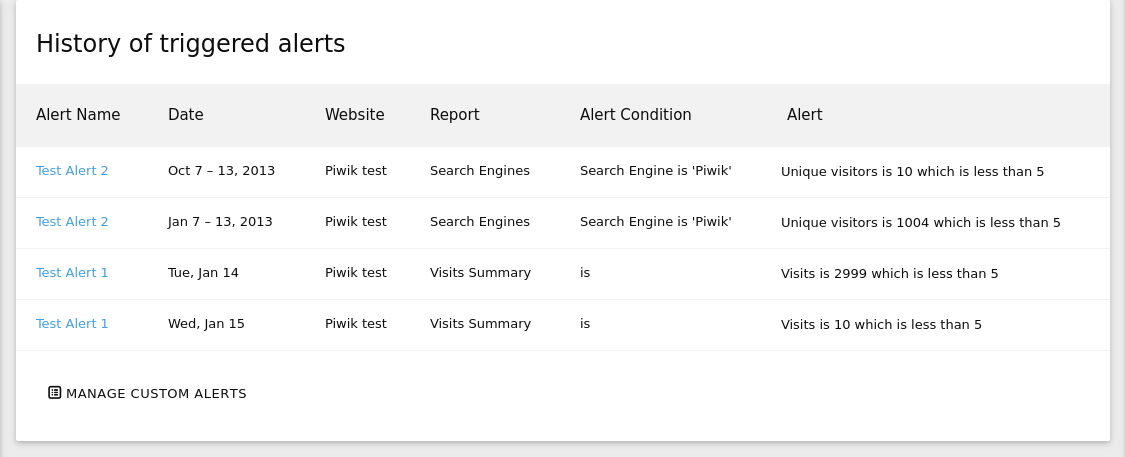 History of triggered alerts
Alert Name Date Website Report Alert Condition Alert
Test Alert 2 Oct 7 – 13, 2013 Piwik test Search Engines Search Engine is 'Piwik' Unique visitors is 10 which is less than 5
Test Alert 2 Jan 7 – 13, 2013 Piwik test Search Engines Search Engine is 'Piwik' Unique visitors is 1004 which is less than 5
Test Alert 1 Tue, Jan 14 Piwik test Visits Summary is Visits is 2999 which is less than 5
Test Alert 1 Wed, Jan 15 Piwik test Visits Summary is Visits is 10 which is less than 5
MANAGE CUSTOM ALERTS